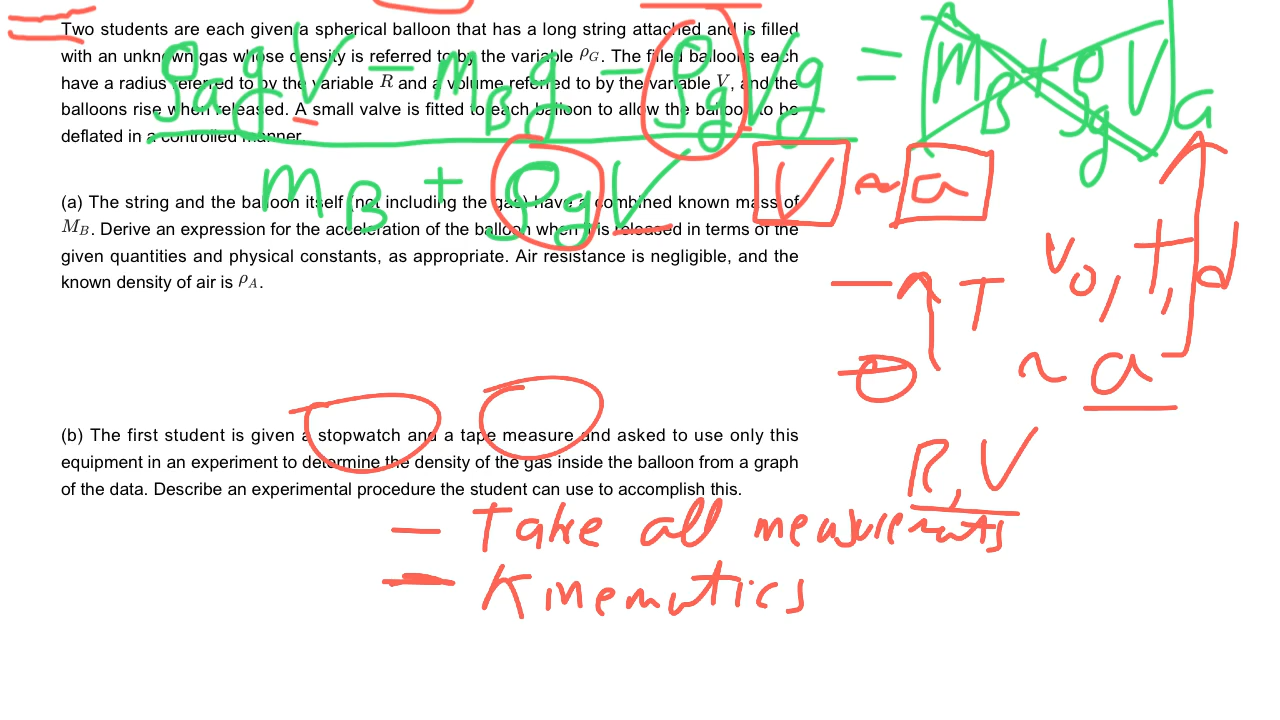 Two students are each given a spherical balloon that has a long string attached and is filled
with an unknown gas whose density is referred to by the variable ρG. The filled balloons each
have a radius referred to by the variable R and a volume referred to by the variable V, and the
balloons rise when released. A small valve is fitted to each balloon to allow the balloon to be
deflated in a controlled manner.
ρagV - mBg - ρgVg = (mB + ρgV)a
mB + ρgV
V ~ a
(a) The string and the balloon itself (not including the gas) have a combined known mass of
MB. Derive an expression for the acceleration of the balloon when it is released in terms of the
given quantities and physical constants, as appropriate. Air resistance is negligible, and the
known density of air is ρA.
T v0, t, d
~ a
(b) The first student is given a stopwatch and a tape measure and asked to use only this
equipment in an experiment to determine the density of the gas inside the balloon from a graph
of the data. Describe an experimental procedure the student can use to accomplish this.
R, V
- Take all measurements
- Kinematics